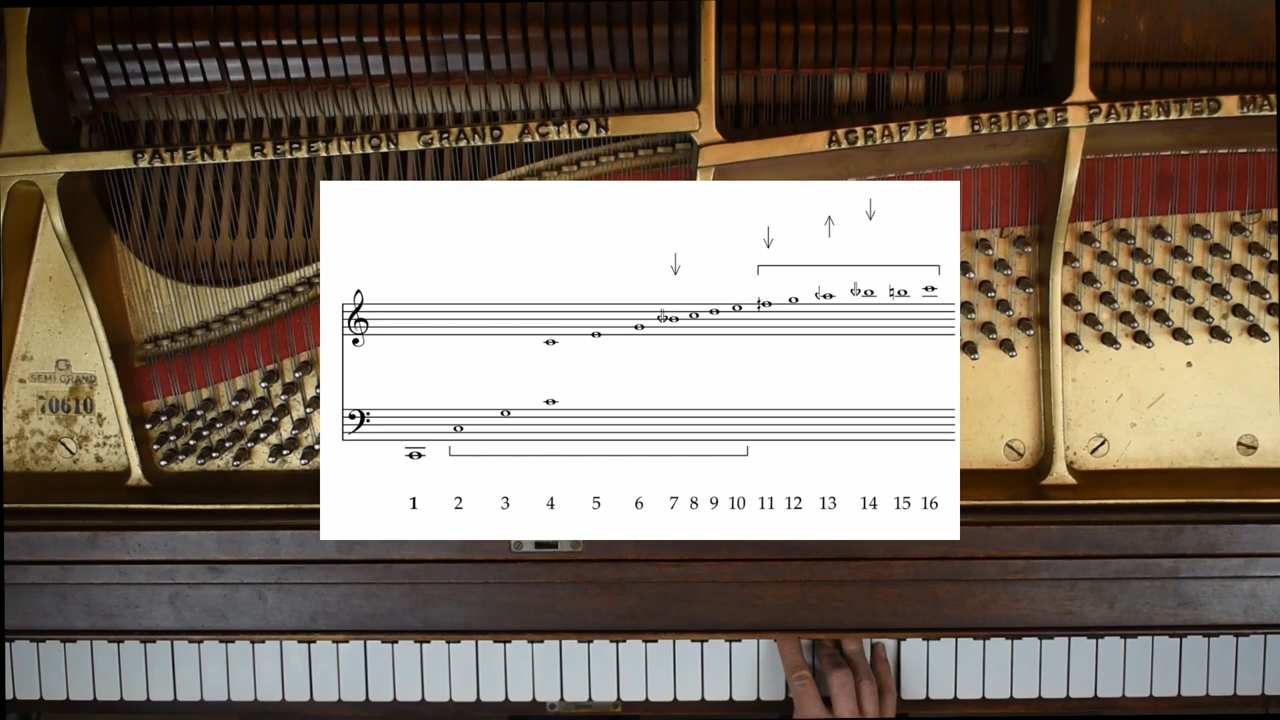 PATENT REPETITION GRAND ACTION
AGRAFFE BRIDGE PATENTED MA
G
SEMI GRAND
70610
1 2 3 4 5 6 7 8 9 10 11 12 13 14 15 16